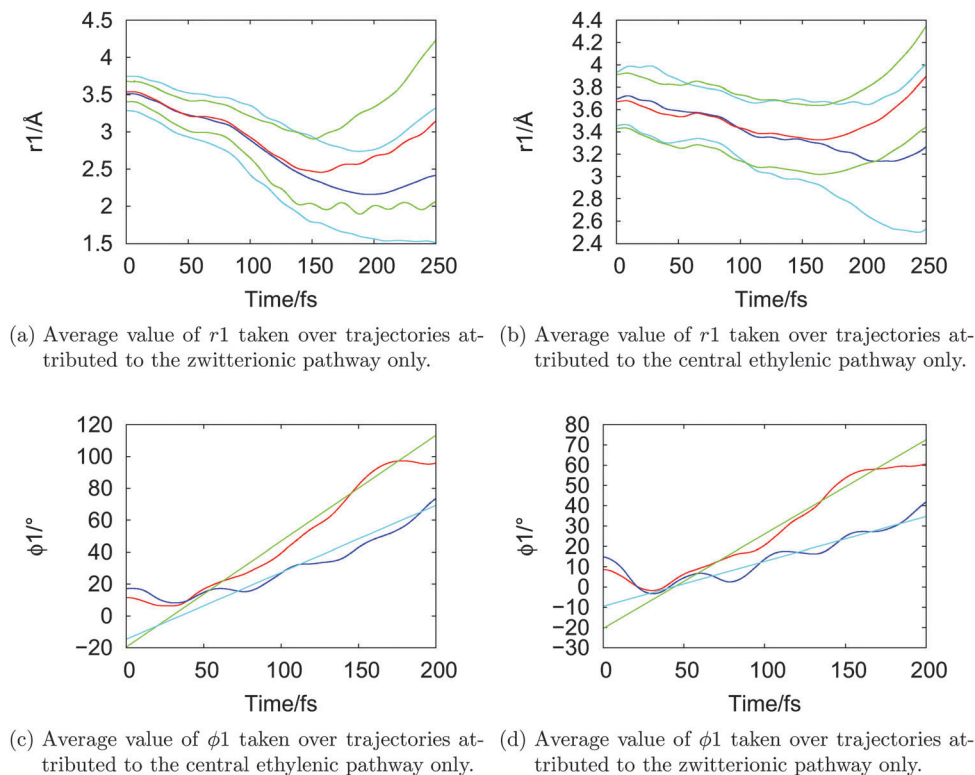 4.5
4
3.5
3
2.5
2
1.5
r1/Å
0 50 100 150 200 250
Time/fs
(a) Average value of r1 taken over trajectories at-
tributed to the zwitterionic pathway only.
4.4
4.2
4
3.8
3.6
3.4
3.2
3
2.8
2.6
2.4
r1/Å
0 50 100 150 200 250
Time/fs
(b) Average value of r1 taken over trajectories at-
tributed to the central ethylenic pathway only.
120
100
80
60
40
20
0
−20
ϕ1/°
0 50 100 150 200
Time/fs
(c) Average value of ϕ1 taken over trajectories at-
tributed to the central ethylenic pathway only.
80
70
60
50
40
30
20
10
0
−10
−20
−30
ϕ1/°
0 50 100 150 200
Time/fs
(d) Average value of ϕ1 taken over trajectories at-
tributed to the zwitterionic pathway only.